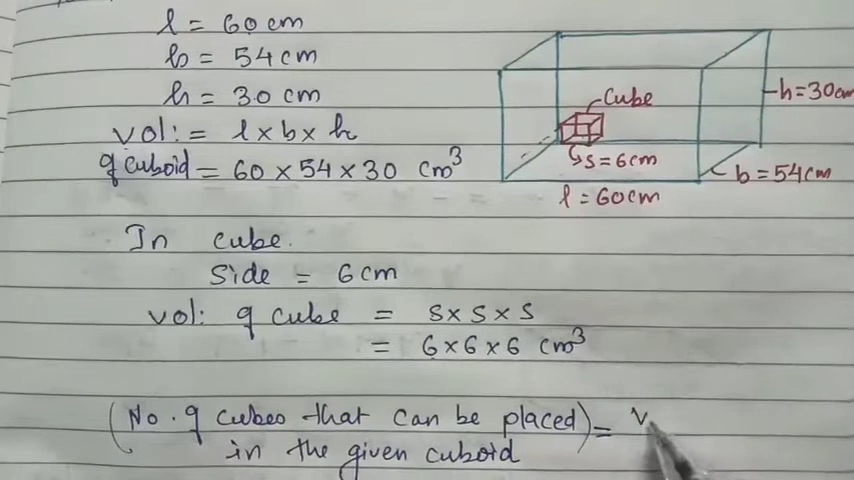 l = 60 cm
b = 54 cm
h = 30 cm
vol: = l × b × h
of cuboid = 60 × 54 × 30 cm³
Cube
h = 30 cm
s = 6 cm
b = 54 cm
l = 60 cm
In cube.
Side = 6 cm
vol: of cube = s × s × s
= 6 × 6 × 6 cm³
(No. of cubes that can be placed) = v
in the given cuboid